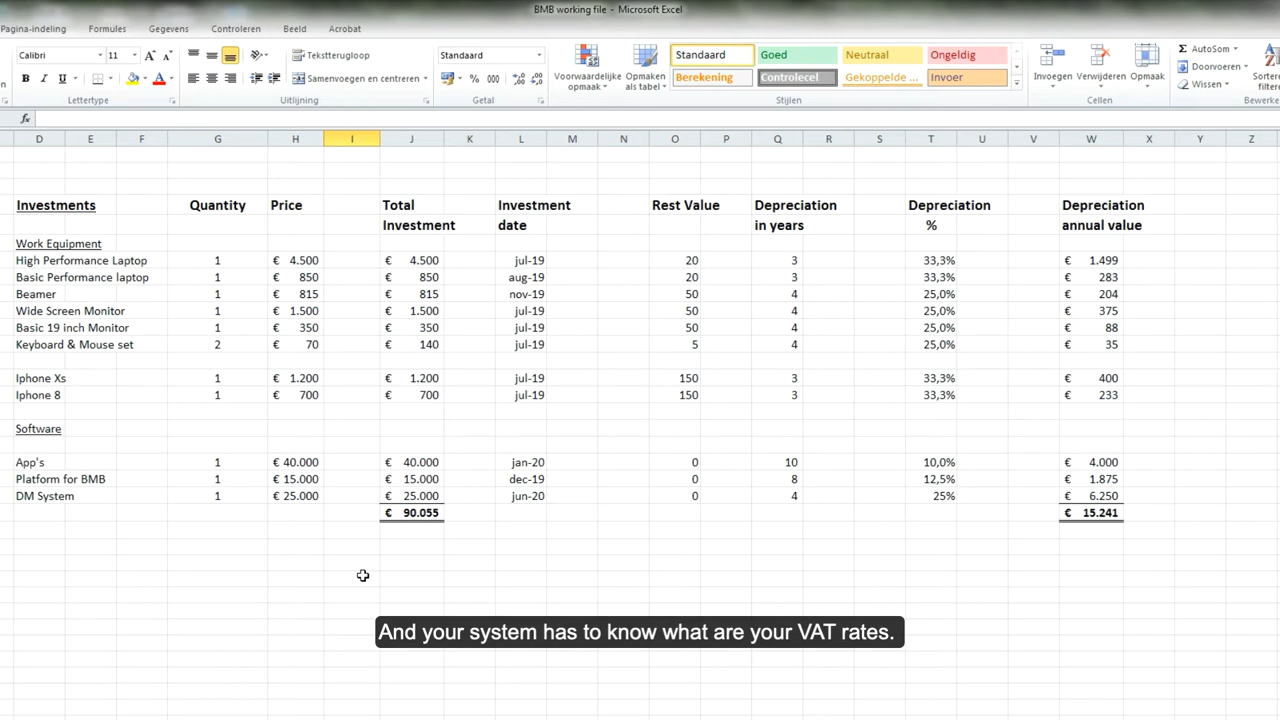 BMB working file - Microsoft Excel
Pagina-indeling Formules Gegevens Controleren Beeld Acrobat
Calibri 11 A A Tekstterugloop Standaard Standaard Goed Neutraal Ongeldig AutoSom
B I U A Samenvoegen en centreren % 000 Voorwaardelijke opmaak Opmaken als tabel Berekening Controlecel Gekoppelde ... Invoer Invoegen Verwijderen Opmaak Doorvoeren Wissen
Lettertype Uitlijning Getal Stijlen Cellen
fx
D E F G H I J K L M N O P Q R S T U V W X Y Z
Investments Quantity Price Total Investment Rest Value Depreciation Depreciation Depreciation
Investment date in years % annual value
Work Equipment
High Performance Laptop 1 € 4.500 € 4.500 jul-19 20 3 33,3% € 1.499
Basic Performance laptop 1 € 850 € 850 aug-19 20 3 33,3% € 283
Beamer 1 € 815 € 815 nov-19 50 4 25,0% € 204
Wide Screen Monitor 1 € 1.500 € 1.500 jul-19 50 4 25,0% € 375
Basic 19 inch Monitor 1 € 350 € 350 jul-19 50 4 25,0% € 88
Keyboard & Mouse set 2 € 70 € 140 jul-19 5 4 25,0% € 35
Iphone Xs 1 € 1.200 € 1.200 jul-19 150 3 33,3% € 400
Iphone 8 1 € 700 € 700 jul-19 150 3 33,3% € 233
Software
App's 1 € 40.000 € 40.000 jan-20 0 10 10,0% € 4.000
Platform for BMB 1 € 15.000 € 15.000 dec-19 0 8 12,5% € 1.875
DM System 1 € 25.000 € 25.000 jun-20 0 4 25% € 6.250
€ 90.055 € 15.241
And your system has to know what are your VAT rates.